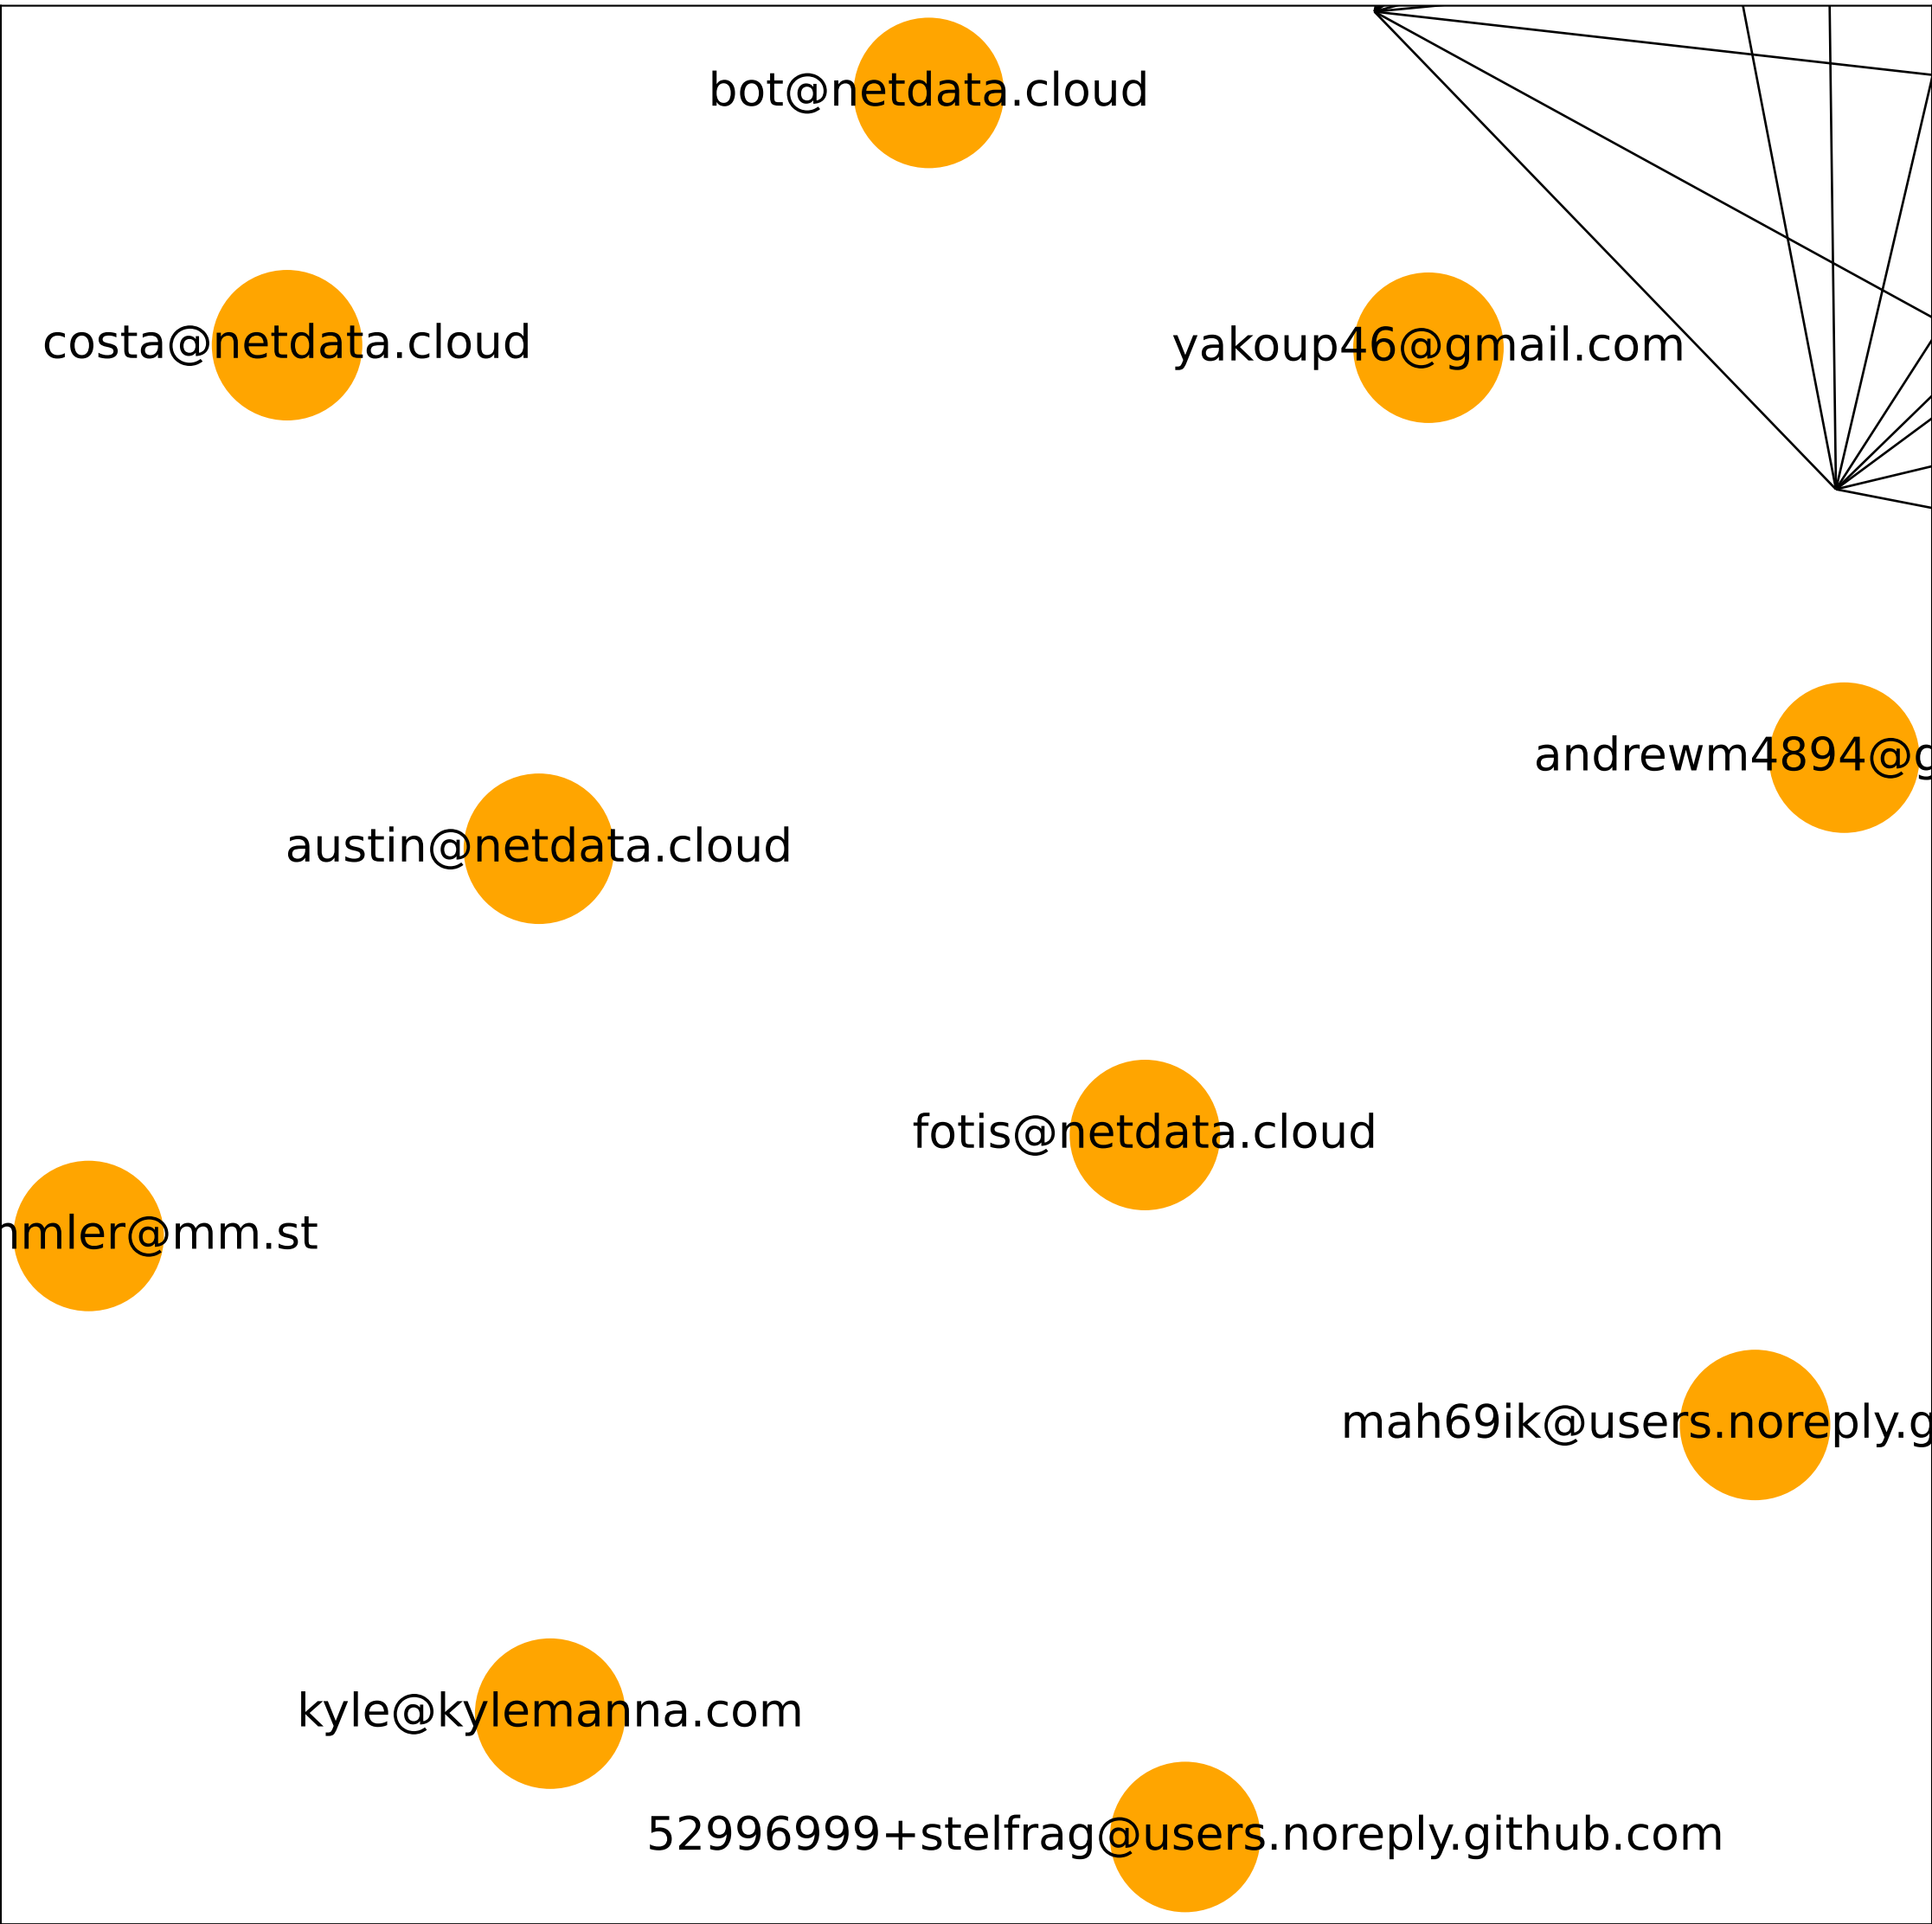 bot@netdata.cloud
costa@netdata.cloud
yakoup46@gmail.com
andrewm4894@g
austin@netdata.cloud
fotis@netdata.cloud
mler@mm.st
mah69ik@users.noreply.g
kyle@kylemanna.com
52996999+stelfrag@users.noreply.github.com